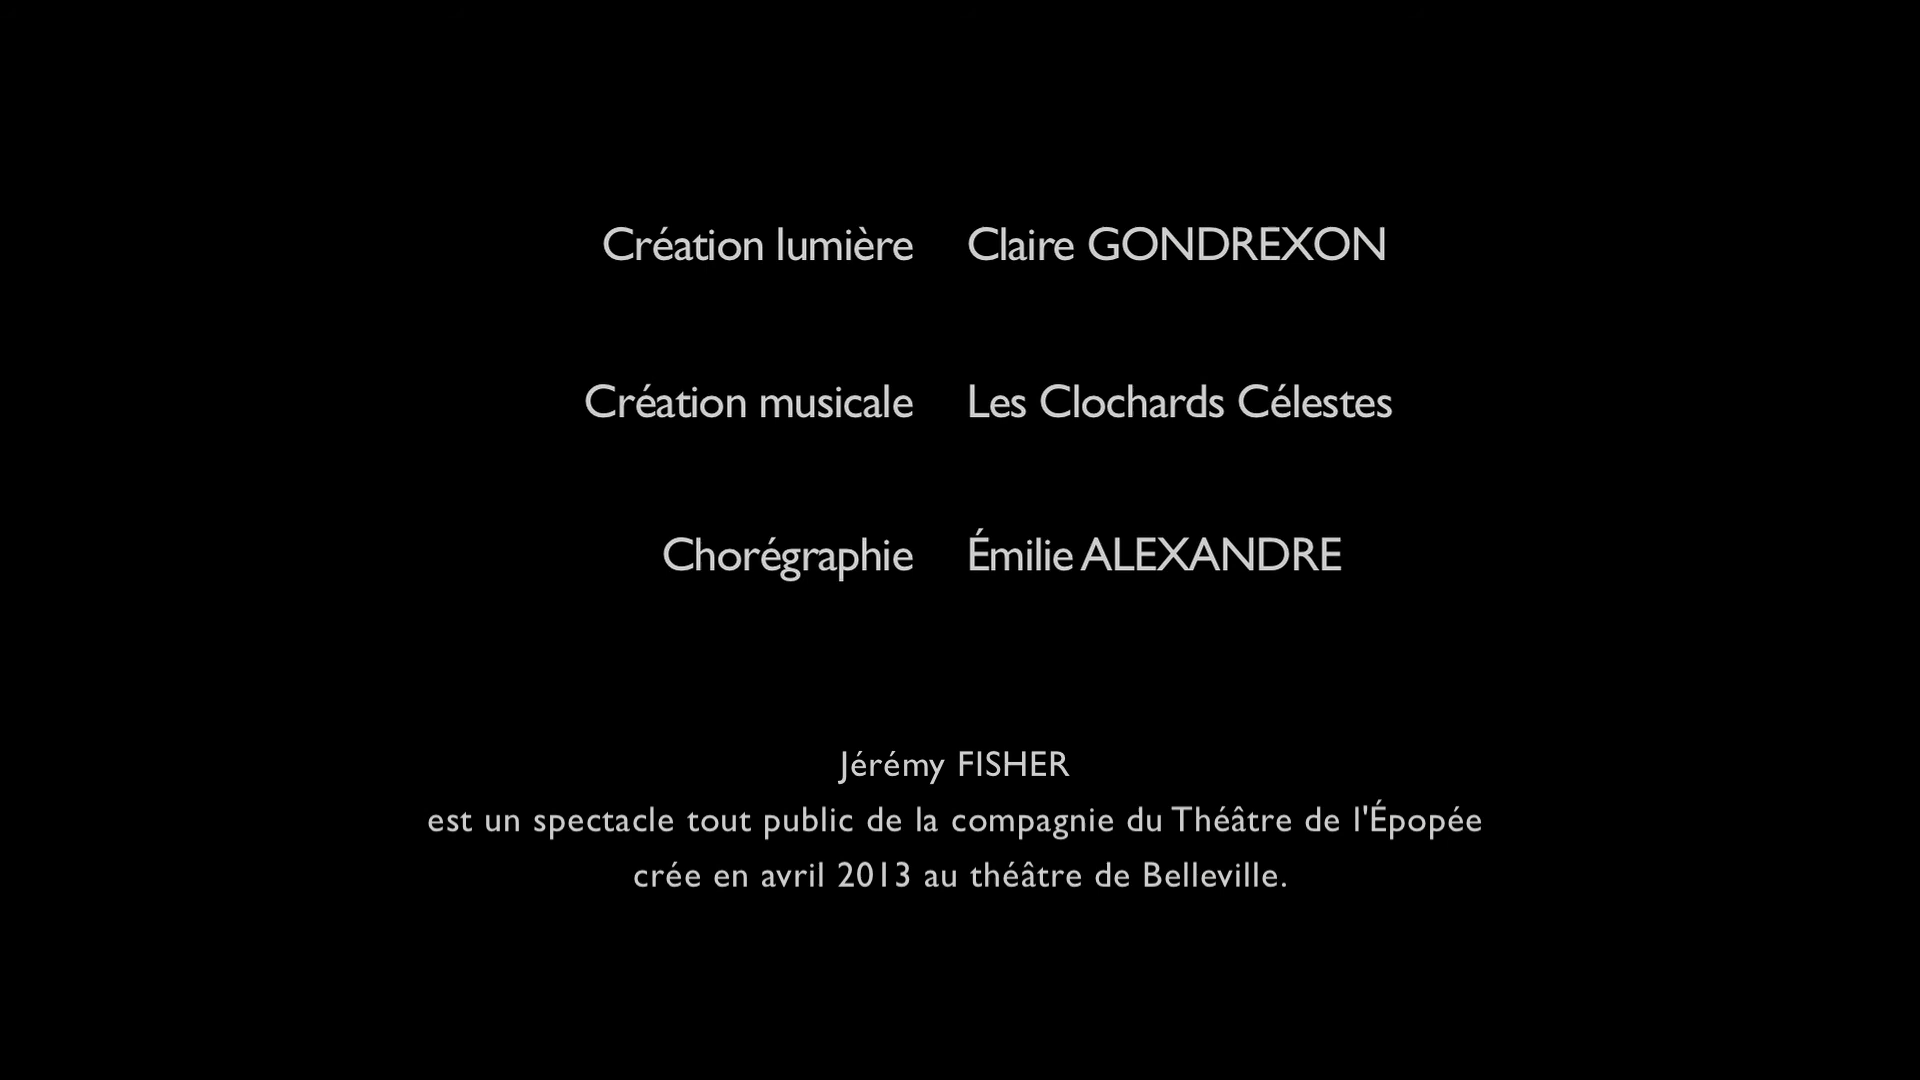 Création lumière Claire GONDREXON
Création musicale Les Clochards Célestes
Chorégraphie Émilie ALEXANDRE
Jérémy FISHER
est un spectacle tout public de la compagnie du Théâtre de l'Épopée
crée en avril 2013 au théâtre de Belleville.